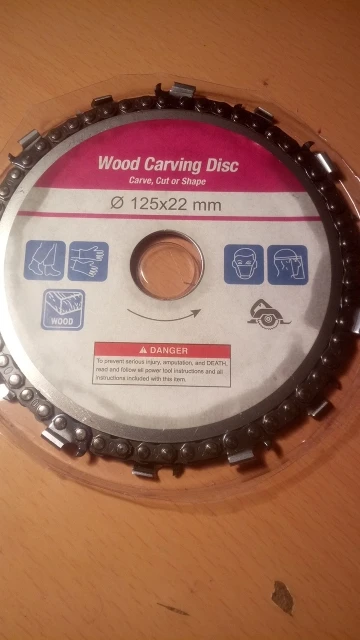 Wood Carving Disc
Carve, Cut or Shape
Ø 125x22 mm
WOOD
DANGER
To prevent serious injury, amputation, and DEATH,
read and follow all power tool instructions and all
instructions included with this item.